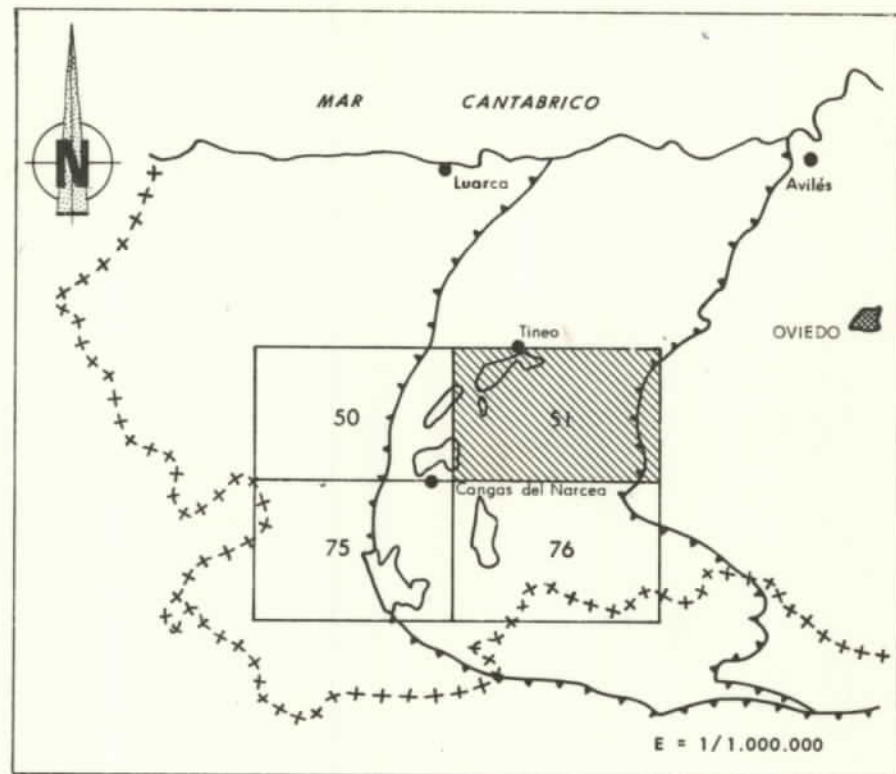 MAR CANTABRICO
N
Luarca
Avilés
Tineo
OVIEDO
50
51
Cangas del Narcea
75
76
E = 1/1.000.000